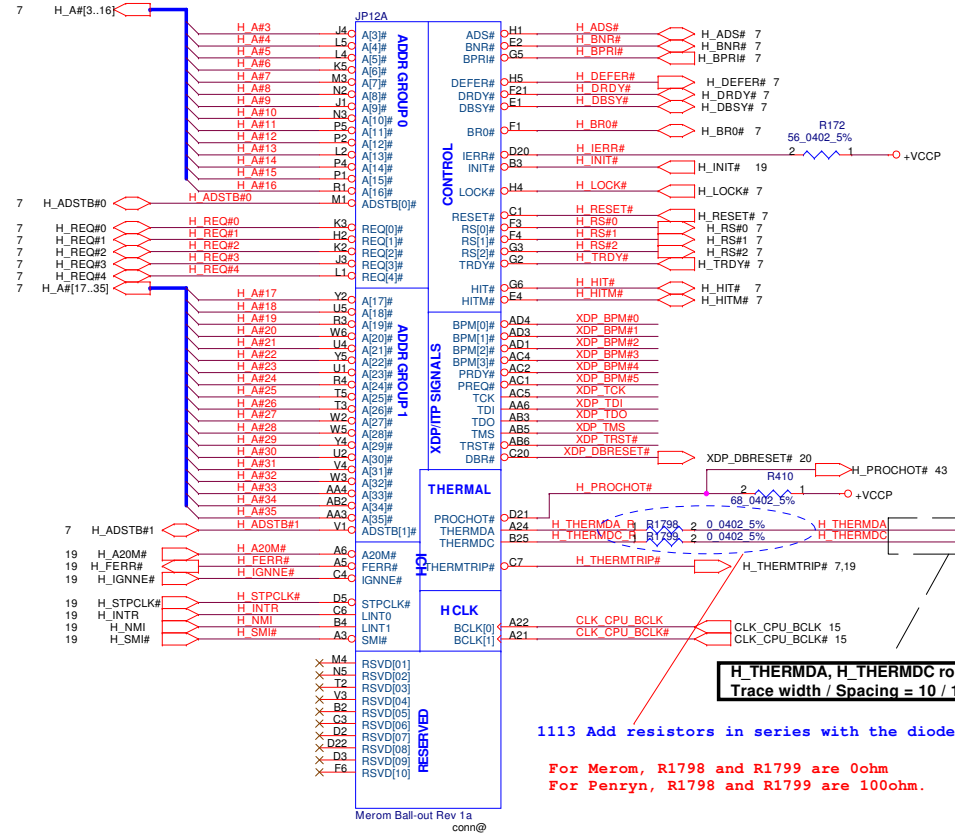 7 H_A#[3..16]
JP12A
H_A#3 J4 A[3]#
H_A#4 L5 A[4]#
H_A#5 L4 A[5]#
H_A#6 K5 A[6]#
H_A#7 M3 A[7]#
H_A#8 N2 A[8]#
H_A#9 J1 A[9]#
H_A#10 N3 A[10]#
H_A#11 P5 A[11]#
H_A#12 P2 A[12]#
H_A#13 L2 A[13]#
H_A#14 P4 A[14]#
H_A#15 P1 A[15]#
H_A#16 R1 A[16]#
7 H_ADSTB#0 H_ADSTB#0 M1 ADSTB[0]#
7 H_REQ#0 H_REQ#0 K3 REQ[0]#
7 H_REQ#1 H_REQ#1 H2 REQ[1]#
7 H_REQ#2 H_REQ#2 K2 REQ[2]#
7 H_REQ#3 H_REQ#3 J3 REQ[3]#
7 H_REQ#4 H_REQ#4 L1 REQ[4]#
ADDR GROUP 0
7 H_A#[17..35]
H_A#17 Y2 A[17]#
H_A#18 U5 A[18]#
H_A#19 R3 A[19]#
H_A#20 W6 A[20]#
H_A#21 U4 A[21]#
H_A#22 Y5 A[22]#
H_A#23 U1 A[23]#
H_A#24 R4 A[24]#
H_A#25 T5 A[25]#
H_A#26 T3 A[26]#
H_A#27 W2 A[27]#
H_A#28 W5 A[28]#
H_A#29 Y4 A[29]#
H_A#30 U2 A[30]#
H_A#31 V4 A[31]#
H_A#32 W3 A[32]#
H_A#33 AA4 A[33]#
H_A#34 AB2 A[34]#
H_A#35 AA3 A[35]#
7 H_ADSTB#1 H_ADSTB#1 V1 ADSTB[1]#
ADDR GROUP 1
19 H_A20M# H_A20M# A6 A20M#
19 H_FERR# H_FERR# A5 FERR#
19 H_IGNNE# H_IGNNE# C4 IGNNE#
19 H_STPCLK# H_STPCLK# D5 STPCLK#
19 H_INTR H_INTR C6 LINT0
19 H_NMI H_NMI B4 LINT1
19 H_SMI# H_SMI# A3 SMI#
M4 RSVD[01]
N5 RSVD[02]
T2 RSVD[03]
V3 RSVD[04]
B2 RSVD[05]
C3 RSVD[06]
D2 RSVD[07]
D22 RSVD[08]
D3 RSVD[09]
F6 RSVD[10]
RESERVED
Merom Ball-out Rev 1a
conn@
CONTROL
ADS# H1 H_ADS# H_ADS# 7
BNR# E2 H_BNR# H_BNR# 7
BPRI# G5 H_BPRI# H_BPRI# 7
DEFER# H5 H_DEFER# H_DEFER# 7
DRDY# F21 H_DRDY# H_DRDY# 7
DBSY# E1 H_DBSY# H_DBSY# 7
BR0# F1 H_BR0# H_BR0# 7
R172
56_0402_5%
IERR# D20 H_IERR# 2 1 +VCCP
INIT# B3 H_INIT# H_INIT# 19
LOCK# H4 H_LOCK# H_LOCK# 7
RESET# C1 H_RESET# H_RESET# 7
RS[0]# F3 H_RS#0 H_RS#0 7
RS[1]# F4 H_RS#1 H_RS#1 7
RS[2]# G3 H_RS#2 H_RS#2 7
TRDY# G2 H_TRDY# H_TRDY# 7
HIT# G6 H_HIT# H_HIT# 7
HITM# E4 H_HITM# H_HITM# 7
XDP/ITP SIGNALS
BPM[0]# AD4 XDP_BPM#0
BPM[1]# AD3 XDP_BPM#1
BPM[2]# AD1 XDP_BPM#2
BPM[3]# AC4 XDP_BPM#3
PRDY# AC2 XDP_BPM#4
PREQ# AC1 XDP_BPM#5
TCK AC5 XDP_TCK
TDI AA6 XDP_TDI
TDO AB3 XDP_TDO
TMS AB5 XDP_TMS
TRST# AB6 XDP_TRST#
DBR# C20 XDP_DBRESET# XDP_DBRESET# 20
H_PROCHOT# 43
THERMAL
R410
H_PROCHOT# 2 1 +VCCP
68_0402_5%
PROCHOT# D21
THERMDA A24 H_THERMDA_R 1 R1798 2 0_0402_5% H_THERMDA
THERMDC B25 H_THERMDC_R 1 R1799 2 0_0402_5% H_THERMDC
ICH
THERMTRIP# C7 H_THERMTRIP# H_THERMTRIP# 7,19
H CLK
BCLK[0] A22 CLK_CPU_BCLK CLK_CPU_BCLK 15
BCLK[1] A21 CLK_CPU_BCLK# CLK_CPU_BCLK# 15
H_THERMDA, H_THERMDC ro
Trace width / Spacing = 10 / 1
1113 Add resistors in series with the diode
For Merom, R1798 and R1799 are 0ohm
For Penryn, R1798 and R1799 are 100ohm.